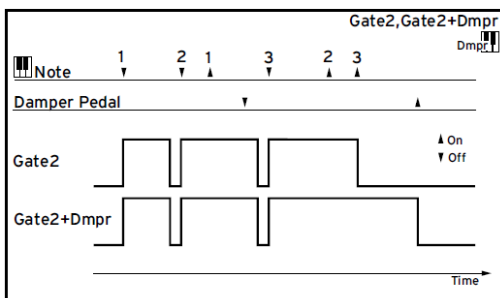 Gate2,Gate2+Dmpr
Dmpr
1 2 1 3 2 3
Note
Damper Pedal
On
Off
Gate2
Gate2+Dmpr
Time